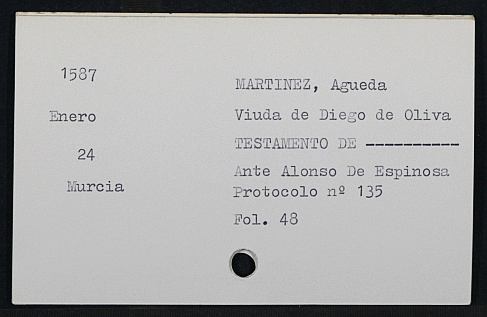 1587
MARTINEZ, Agueda
Enero
Viuda de Diego de Oliva
TESTAMENTO DE ----------
24
Ante Alonso De Espinosa
Murcia
Protocolo nº 135
Fol. 48